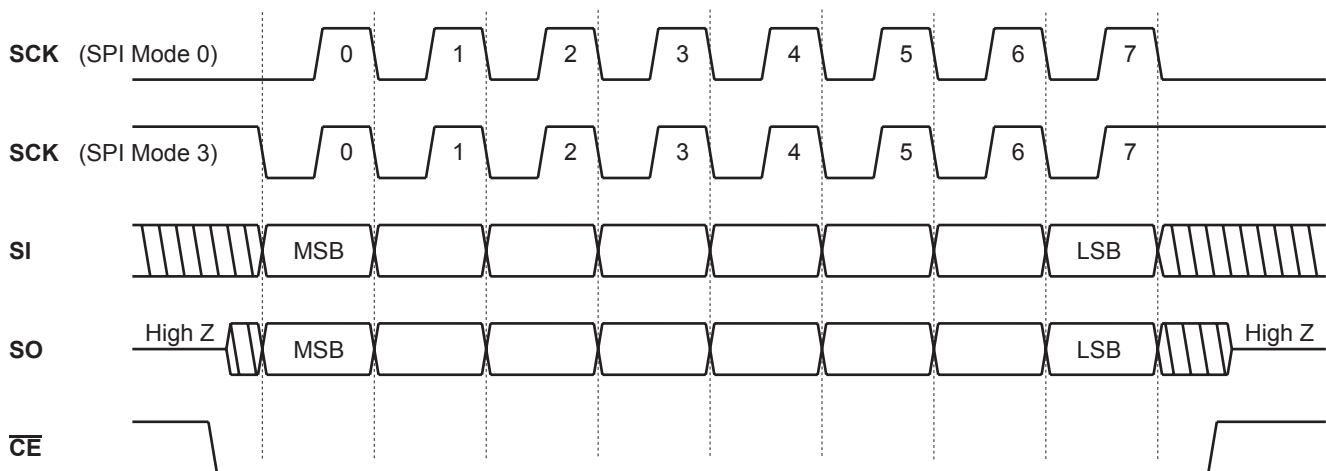 SCK (SPI Mode 0) 0 1 2 3 4 5 6 7
SCK (SPI Mode 3) 0 1 2 3 4 5 6 7
SI MSB LSB
High Z High Z
SO MSB LSB
CE